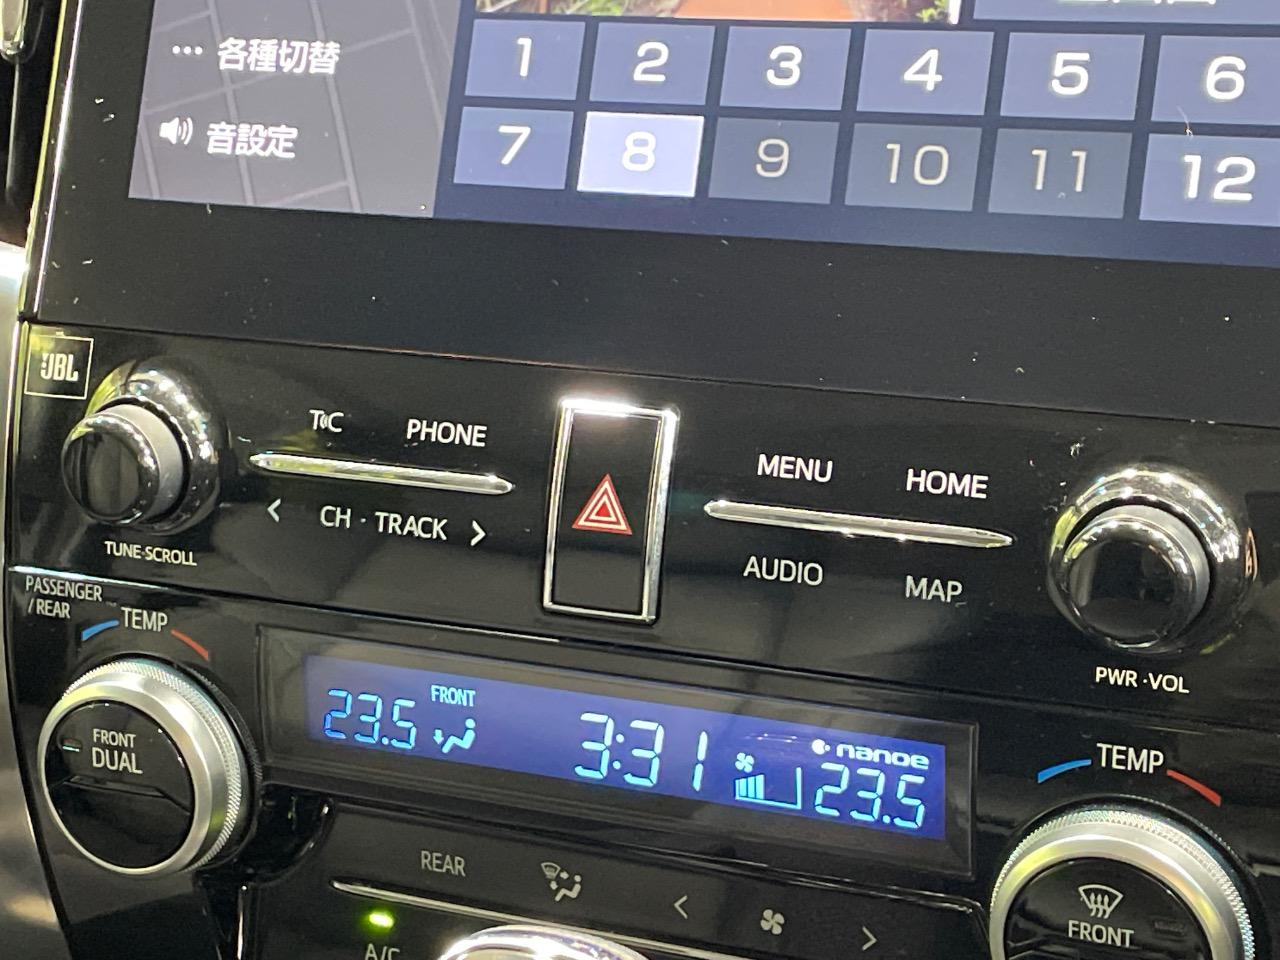 … 各種切替
音設定
1 2 3 4 5 6
7 8 9 10 11 12
JBL
T C PHONE
< CH · TRACK >
TUNE·SCROLL
MENU HOME
AUDIO MAP
PWR ·VOL
PASSENGER
/REAR
TEMP
FRONT
DUAL
23.5 FRONT 3:31 nanoe 23.5
TEMP
REAR
< >
A/C
FRONT